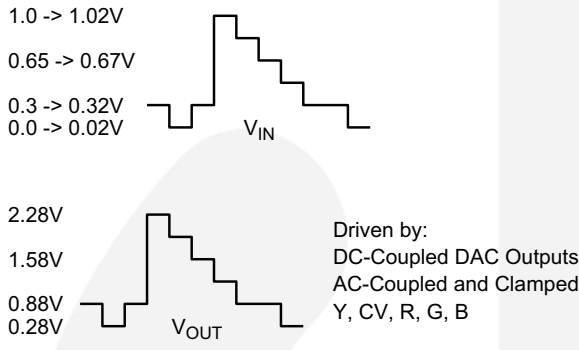 1.0 -> 1.02V
0.65 -> 0.67V
0.3 -> 0.32V
0.0 -> 0.02V
VIN
2.28V
1.58V
0.88V
0.28V
VOUT
Driven by:
DC-Coupled DAC Outputs
AC-Coupled and Clamped
Y, CV, R, G, B